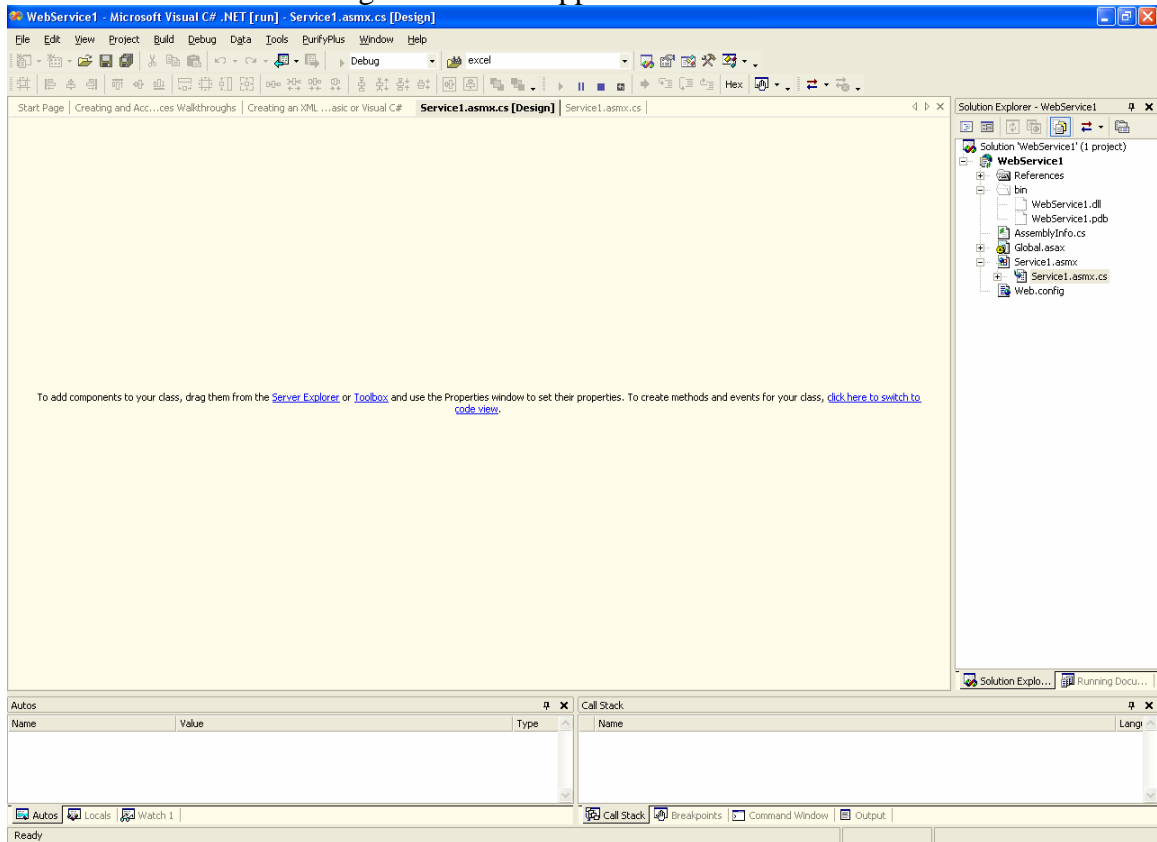 WebService1 - Microsoft Visual C# .NET [run] - Service1.asmx.cs [Design]
File Edit View Project Build Debug Data Tools PurifyPlus Window Help
Debug excel
Hex
Start Page Creating and Acc...ces Walkthroughs Creating an XML ...asic or Visual C# Service1.asmx.cs [Design] Service1.asmx.cs
Solution Explorer - WebService1
Solution 'WebService1' (1 project)
WebService1
References
bin
WebService1.dll
WebService1.pdb
AssemblyInfo.cs
Global.asax
Service1.asmx
Service1.asmx.cs
Web.config
To add components to your class, drag them from the Server Explorer or Toolbox and use the Properties window to set their properties. To create methods and events for your class, click here to switch to
code view.
Solution Explo... Running Docu...
Autos
Name Value Type
Call Stack
Name Lang
Autos Locals Watch 1
Call Stack Breakpoints Command Window Output
Ready